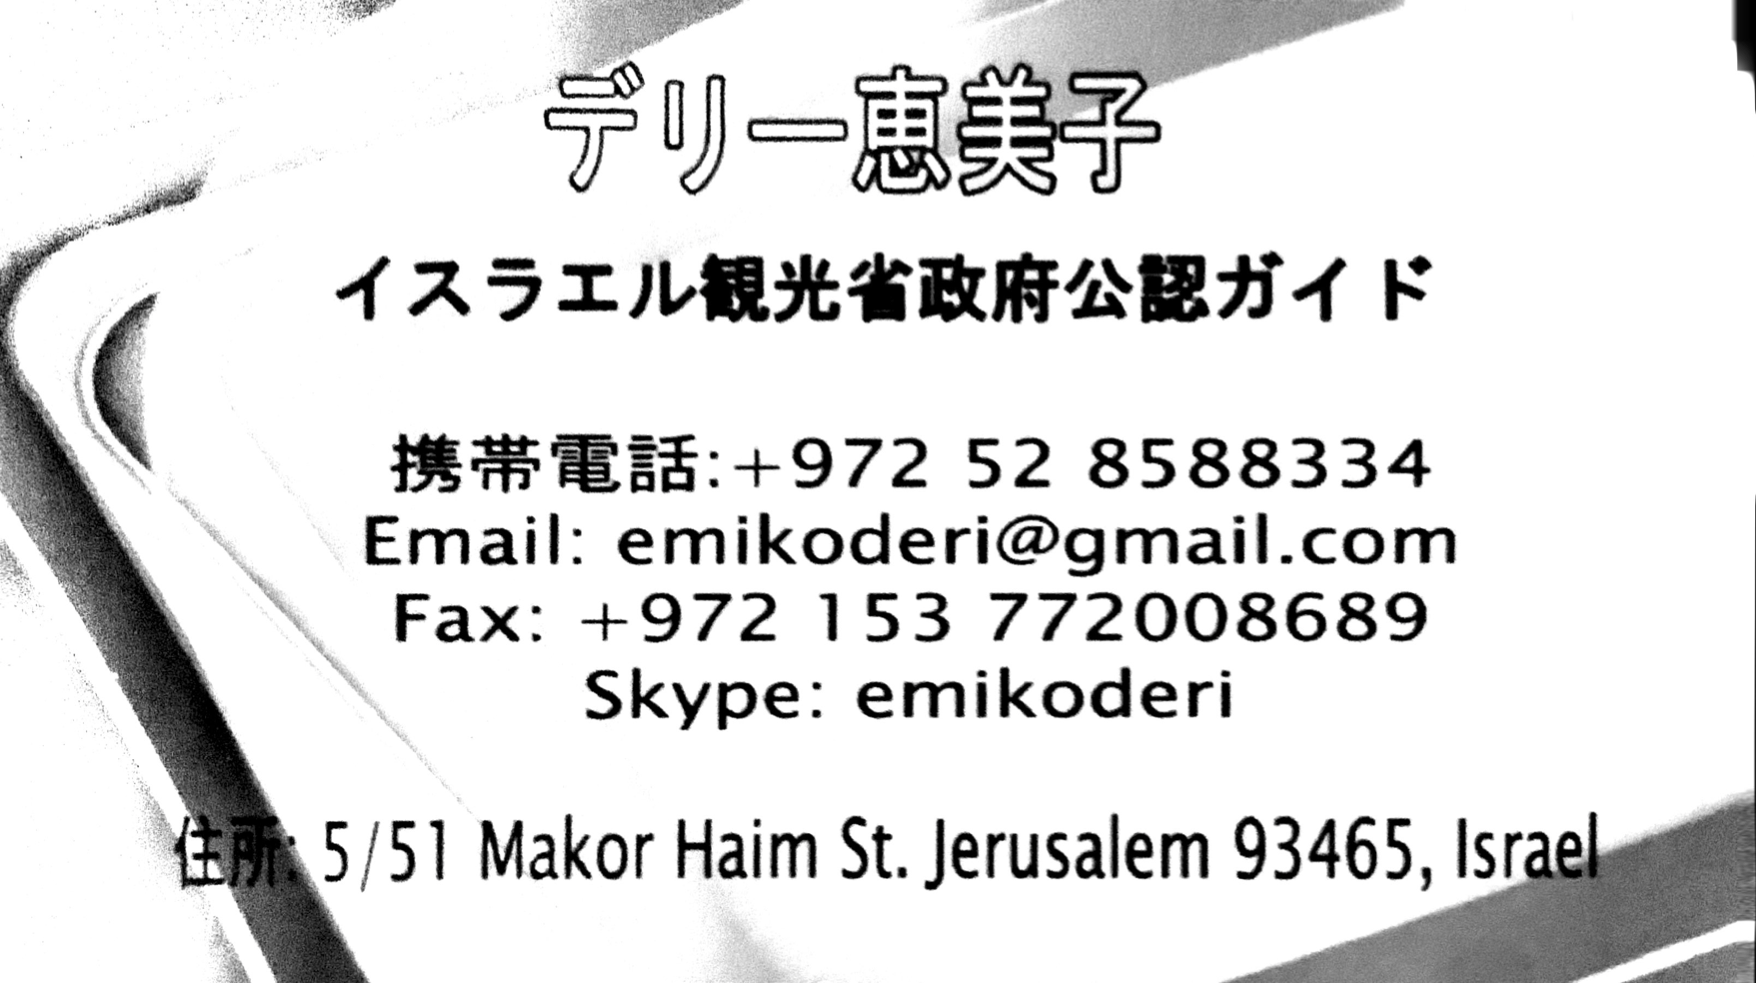 デリー恵美子
イスラエル観光省政府公認ガイド
携帯電話:+972 52 8588334
Email: emikoderi@gmail.com
Fax: +972 153 772008689
Skype: emikoderi
住所: 5/51 Makor Haim St. Jerusalem 93465, Israel